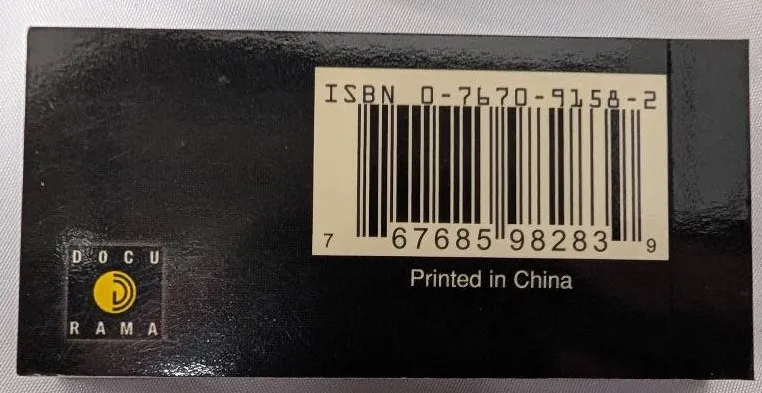 ISBN 0-7670-9158-2
7 67685 98283 9
Printed in China
DOCU
RAMA